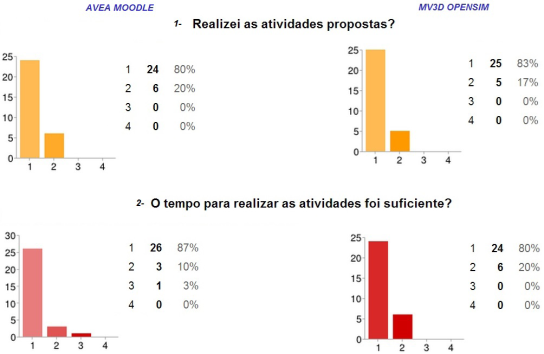 AVEA MOODLE
MV3D OPENSIM
1- Realizei as atividades propostas?
25
20
15
10
5
0
1 2 3 4
1 24 80%
2 6 20%
3 0 0%
4 0 0%
25
20
15
10
5
0
1 2 3 4
1 25 83%
2 5 17%
3 0 0%
4 0 0%
2- O tempo para realizar as atividades foi suficiente?
30
25
20
15
10
5
0
1 2 3 4
1 26 87%
2 3 10%
3 1 3%
4 0 0%
25
20
15
10
5
0
1 2 3 4
1 24 80%
2 6 20%
3 0 0%
4 0 0%